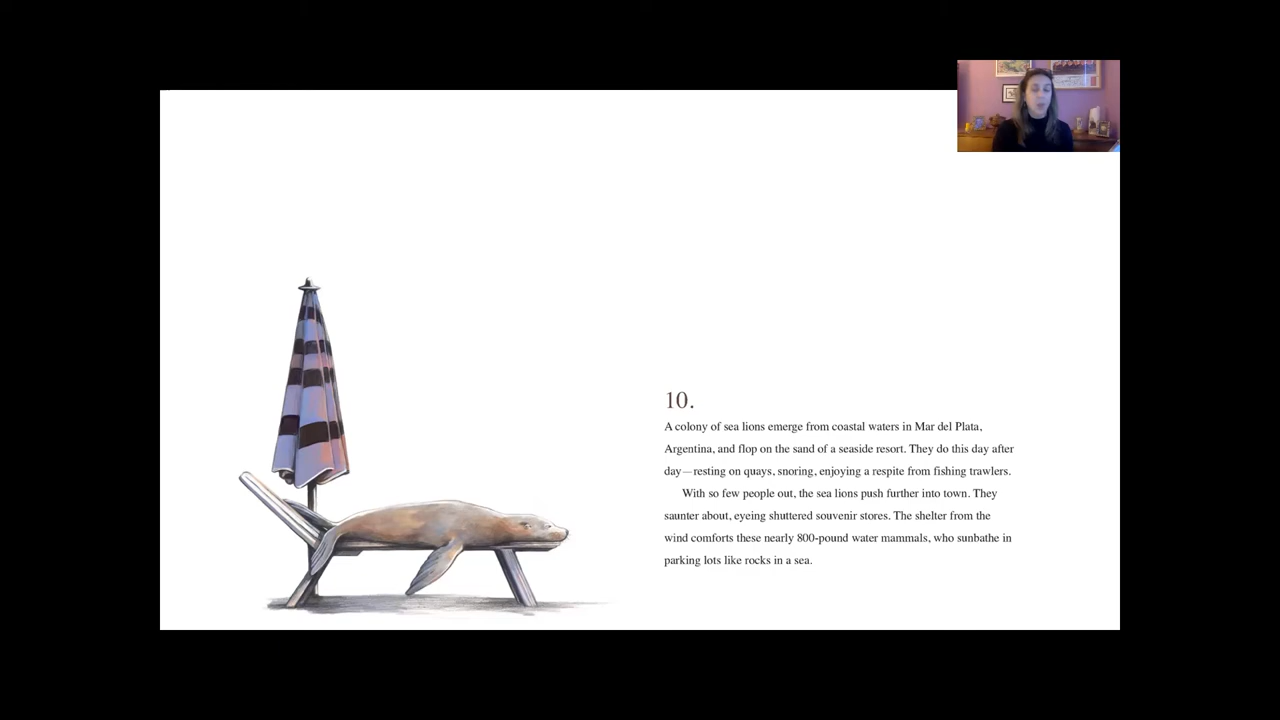 10.
A colony of sea lions emerge from coastal waters in Mar del Plata,
Argentina, and flop on the sand of a seaside resort. They do this day after
day—resting on quays, snoring, enjoying a respite from fishing trawlers.
With so few people out, the sea lions push further into town. They
saunter about, eyeing shuttered souvenir stores. The shelter from the
wind comforts these nearly 800-pound water mammals, who sunbathe in
parking lots like rocks in a sea.